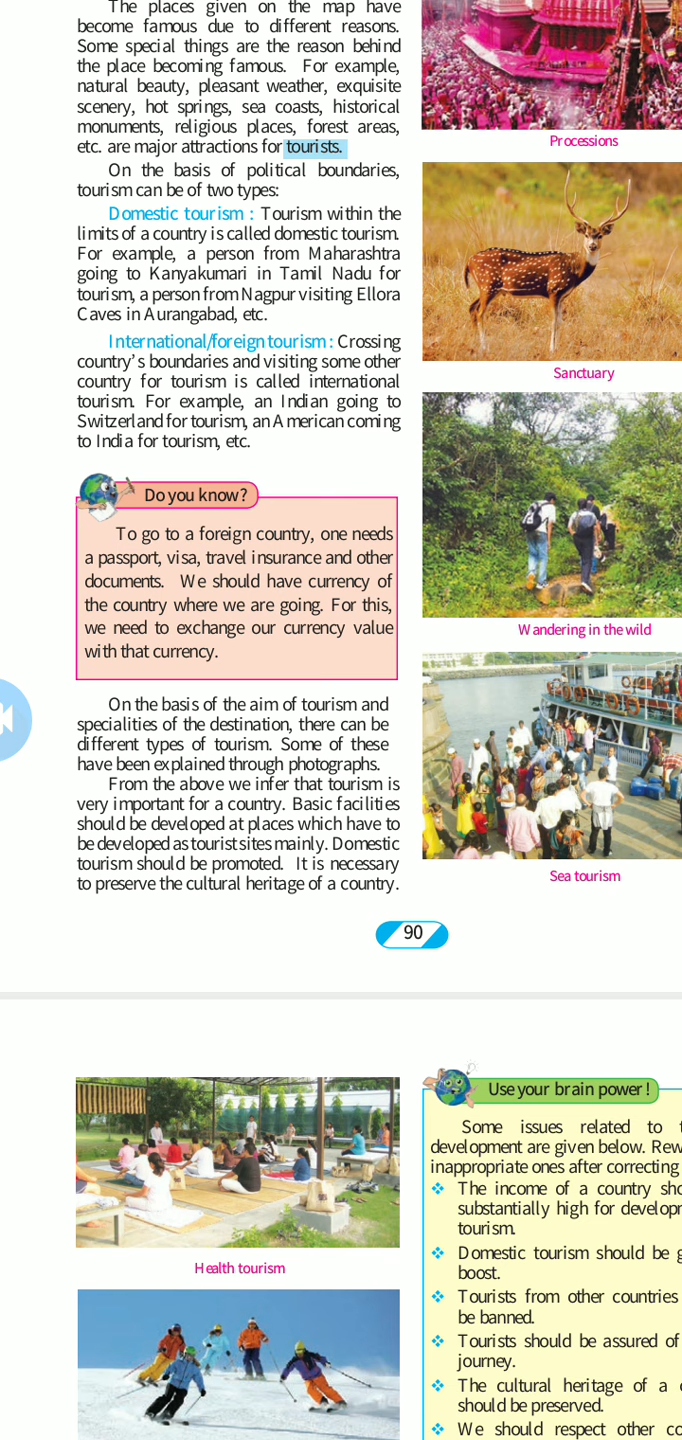 The places given on the map have
become famous due to different reasons.
Some special things are the reason behind
the place becoming famous. For example,
natural beauty, pleasant weather, exquisite
scenery, hot springs, sea coasts, historical
monuments, religious places, forest areas,
etc. are major attractions for tourists.
On the basis of political boundaries,
tourism can be of two types:
Domestic tourism : Tourism within the
limits of a country is called domestic tourism.
For example, a person from Maharashtra
going to Kanyakumari in Tamil Nadu for
tourism, a person from Nagpur visiting Ellora
Caves in Aurangabad, etc.
International/foreign tourism : Crossing
country's boundaries and visiting some other
country for tourism is called international
tourism. For example, an Indian going to
Switzerland for tourism, an American coming
to India for tourism, etc.
Do you know?
To go to a foreign country, one needs
a passport, visa, travel insurance and other
documents. We should have currency of
the country where we are going. For this,
we need to exchange our currency value
with that currency.
On the basis of the aim of tourism and
specialities of the destination, there can be
different types of tourism. Some of these
have been explained through photographs.
From the above we infer that tourism is
very important for a country. Basic facilities
should be developed at places which have to
be developed as tourist sites mainly. Domestic
tourism should be promoted. It is necessary
to preserve the cultural heritage of a country.
Processions
Sanctuary
Wandering in the wild
Sea tourism
90
Health tourism
Use your brain power !
Some issues related to
development are given below. Rew
inappropriate ones after correcting
❖ The income of a country sho
substantially high for developm
tourism.
❖ Domestic tourism should be g
boost.
❖ Tourists from other countries
be banned.
❖ Tourists should be assured of
journey.
❖ The cultural heritage of a c
should be preserved.
❖ We should respect other co